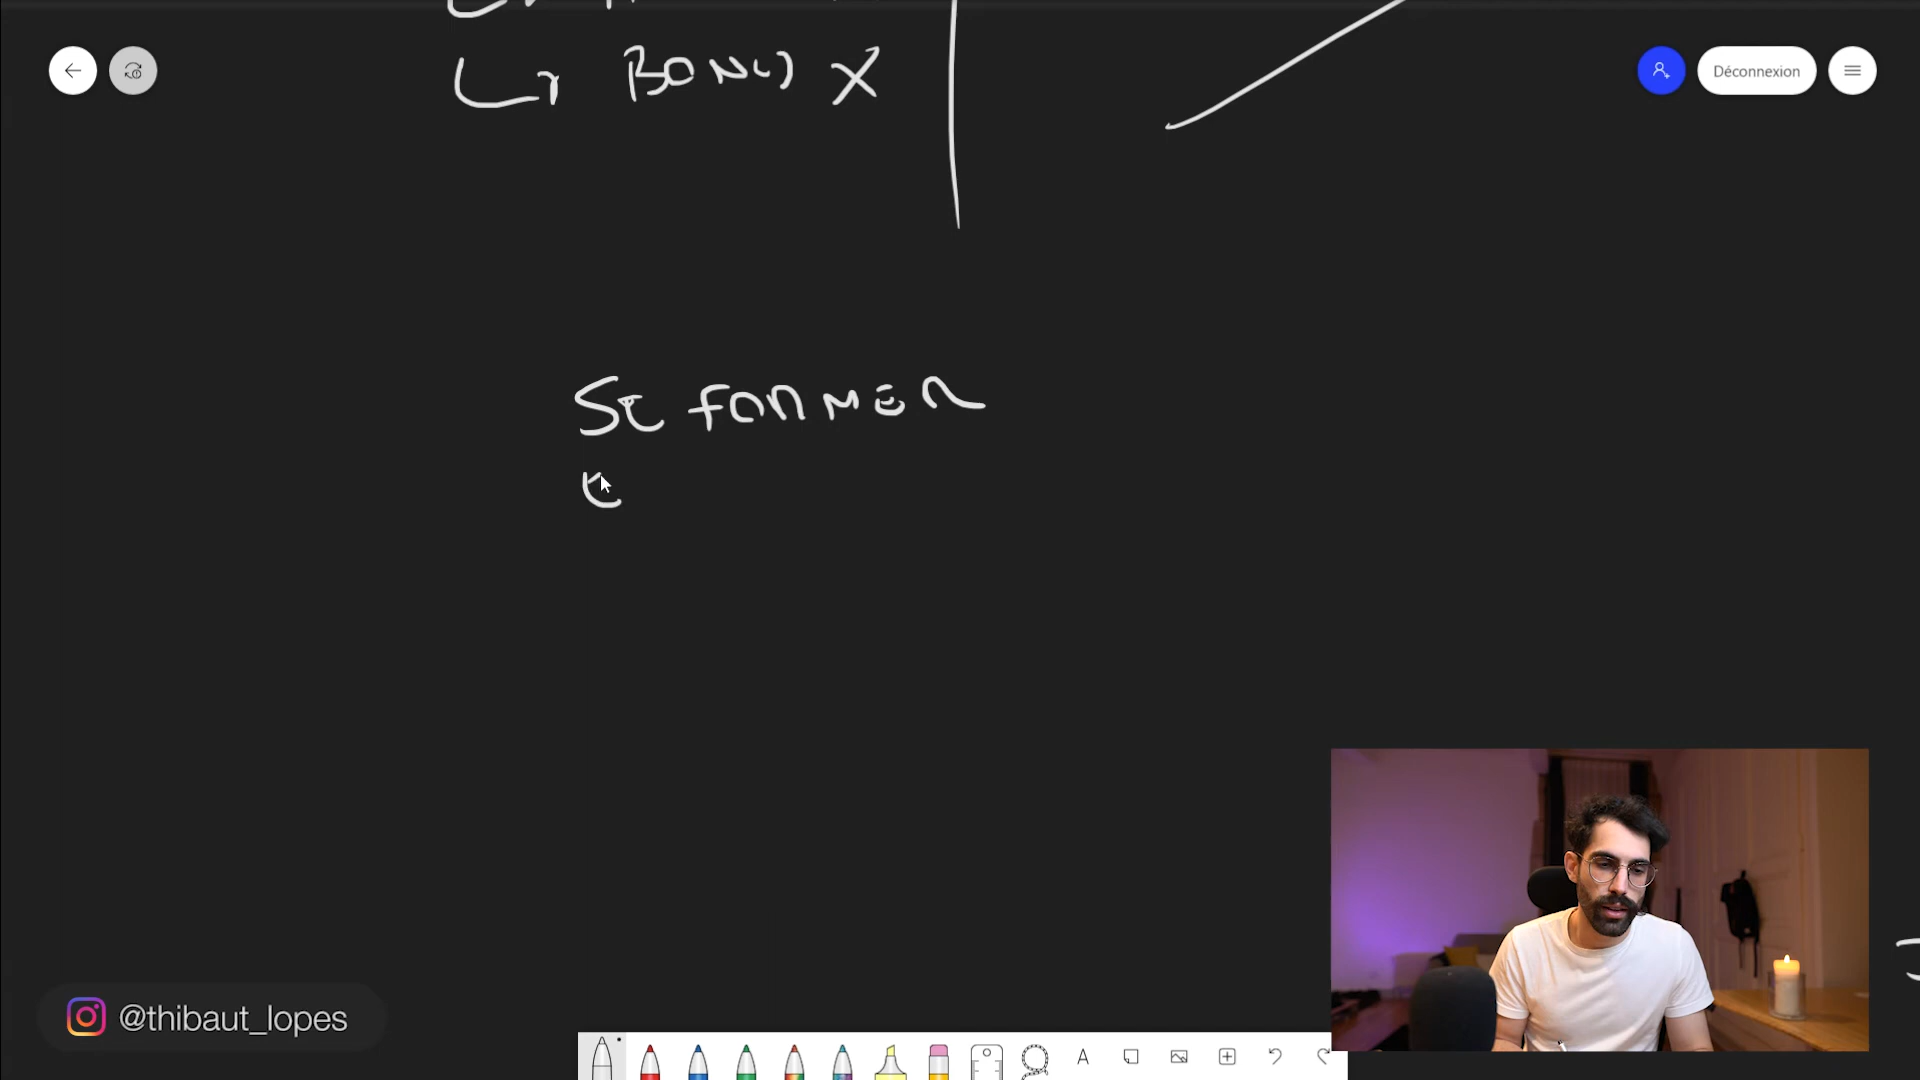 ↳ BONUS X
Déconnexion
SE FORMER
@thibaut_lopes